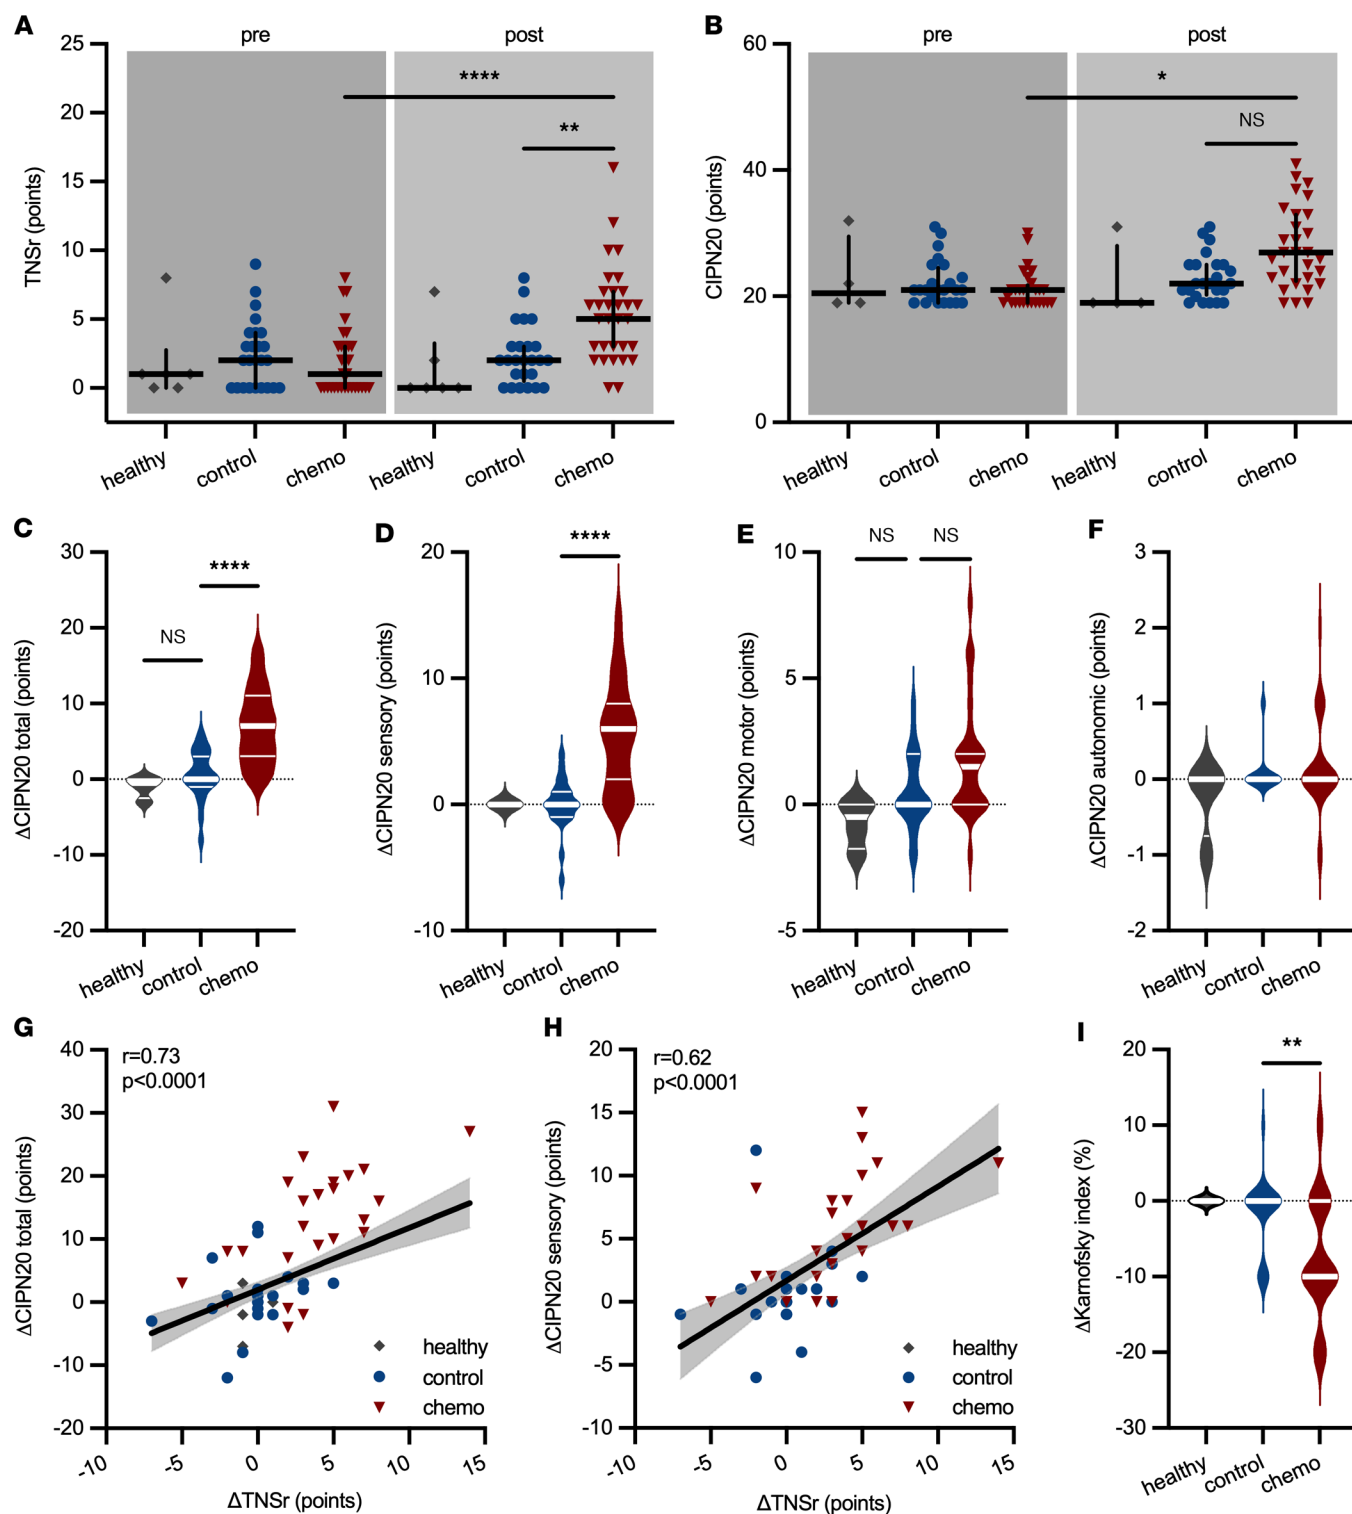 A
pre
post
25
20
15
10
5
0
TNSr (points)
****
**
healthy
control
chemo
healthy
control
chemo
B
pre
post
60
40
20
0
CIPN20 (points)
*
NS
healthy
control
chemo
healthy
control
chemo
C
30
20
10
0
-10
-20
ΔCIPN20 total (points)
NS
****
healthy
control
chemo
D
20
10
0
-10
ΔCIPN20 sensory (points)
****
healthy
control
chemo
E
10
5
0
-5
ΔCIPN20 motor (points)
NS
NS
healthy
control
chemo
F
3
2
1
0
-1
-2
ΔCIPN20 autonomic (points)
healthy
control
chemo
G
r=0.73
p<0.0001
40
30
20
10
0
-10
-20
ΔCIPN20 total (points)
healthy
control
chemo
-10
-5
0
5
10
15
ΔTNSr (points)
H
r=0.62
p<0.0001
20
15
10
5
0
-5
-10
ΔCIPN20 sensory (points)
healthy
control
chemo
-10
-5
0
5
10
15
ΔTNSr (points)
I
20
10
0
-10
-20
-30
ΔKarnofsky index (%)
**
healthy
control
chemo